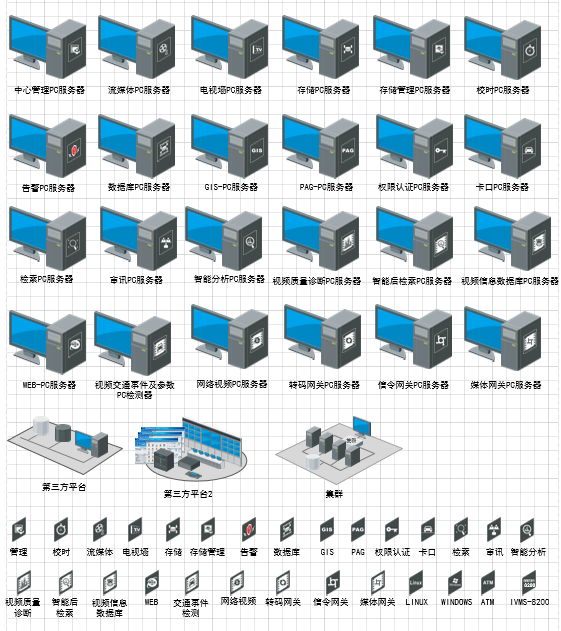 中心管理PC服务器
流媒体PC服务器
电视墙PC服务器
存储PC服务器
存储管理PC服务器
校时PC服务器
告警PC服务器
数据库PC服务器
GIS-PC服务器
PAG-PC服务器
权限认证PC服务器
卡口PC服务器
检索PC服务器
审讯PC服务器
智能分析PC服务器
视频质量诊断PC服务器
智能后检索PC服务器
视频信息数据库PC服务器
WEB-PC服务器
视频交通事件及参数
PC检测器
网络视频PC服务器
转码网关PC服务器
信令网关PC服务器
媒体网关PC服务器
第三方平台
第三方平台2
集群
管理
校时
流媒体
电视墙
存储
存储管理
告警
数据库
GIS
PAG
权限认证
卡口
检索
审讯
智能分析
视频质量
诊断
智能后
检索
视频信息
数据库
WEB
交通事件
检测
网络视频
转码网关
信令网关
媒体网关
LINUX
WINDOWS
ATM
IVMS-8200